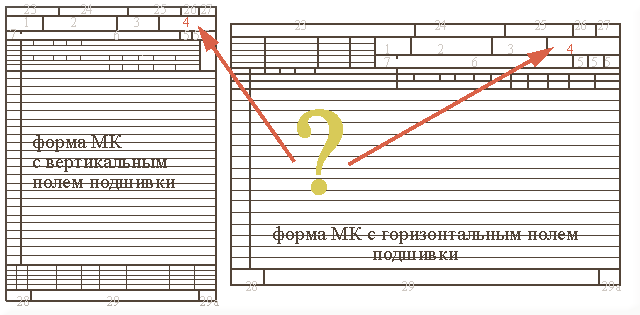 23 24 25 26 27
1 2 3 4
7 6 5 5
форма МК
с вертикальным
полем подшивки
28 29 29а
?
23 24 25 26 27
1 2 3 4
7 6 5 5 5
форма МК с горизонтальным полем
подшивки
28 29 29а